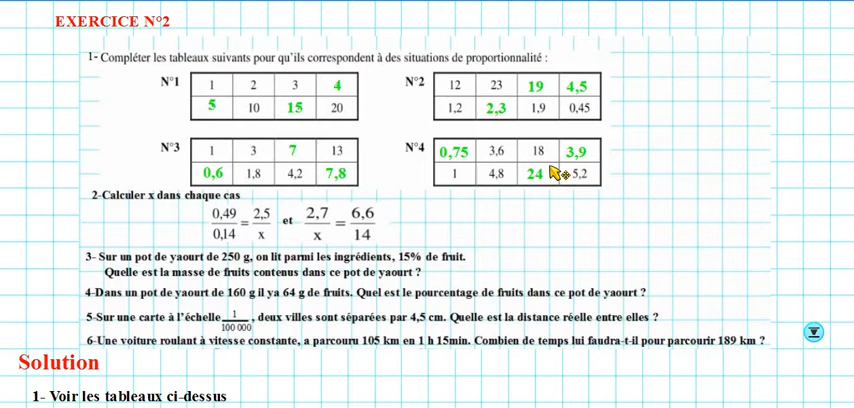 EXERCICE N°2
1- Compléter les tableaux suivants pour qu'ils correspondent à des situations de proportionnalité :
N°1
1 2 3 4
5 10 15 20
N°2
12 23 19 4,5
1,2 2,3 1,9 0,45
N°3
1 3 7 13
0,6 1,8 4,2 7,8
N°4
0,75 3,6 18 3,9
1 4,8 24 5,2
2-Calculer x dans chaque cas
0,49/0,14 = 2,5/x et 2,7/x = 6,6/14
3- Sur un pot de yaourt de 250 g, on lit parmi les ingrédients, 15% de fruit.
Quelle est la masse de fruits contenus dans ce pot de yaourt ?
4-Dans un pot de yaourt de 160 g il ya 64 g de fruits. Quel est le pourcentage de fruits dans ce pot de yaourt ?
5-Sur une carte à l'échelle 1/100 000, deux villes sont séparées par 4,5 cm. Quelle est la distance réelle entre elles ?
6-Une voiture roulant à vitesse constante, a parcouru 105 km en 1 h 15min. Combien de temps lui faudra-t-il pour parcourir 189 km ?
Solution
1- Voir les tableaux ci-dessus